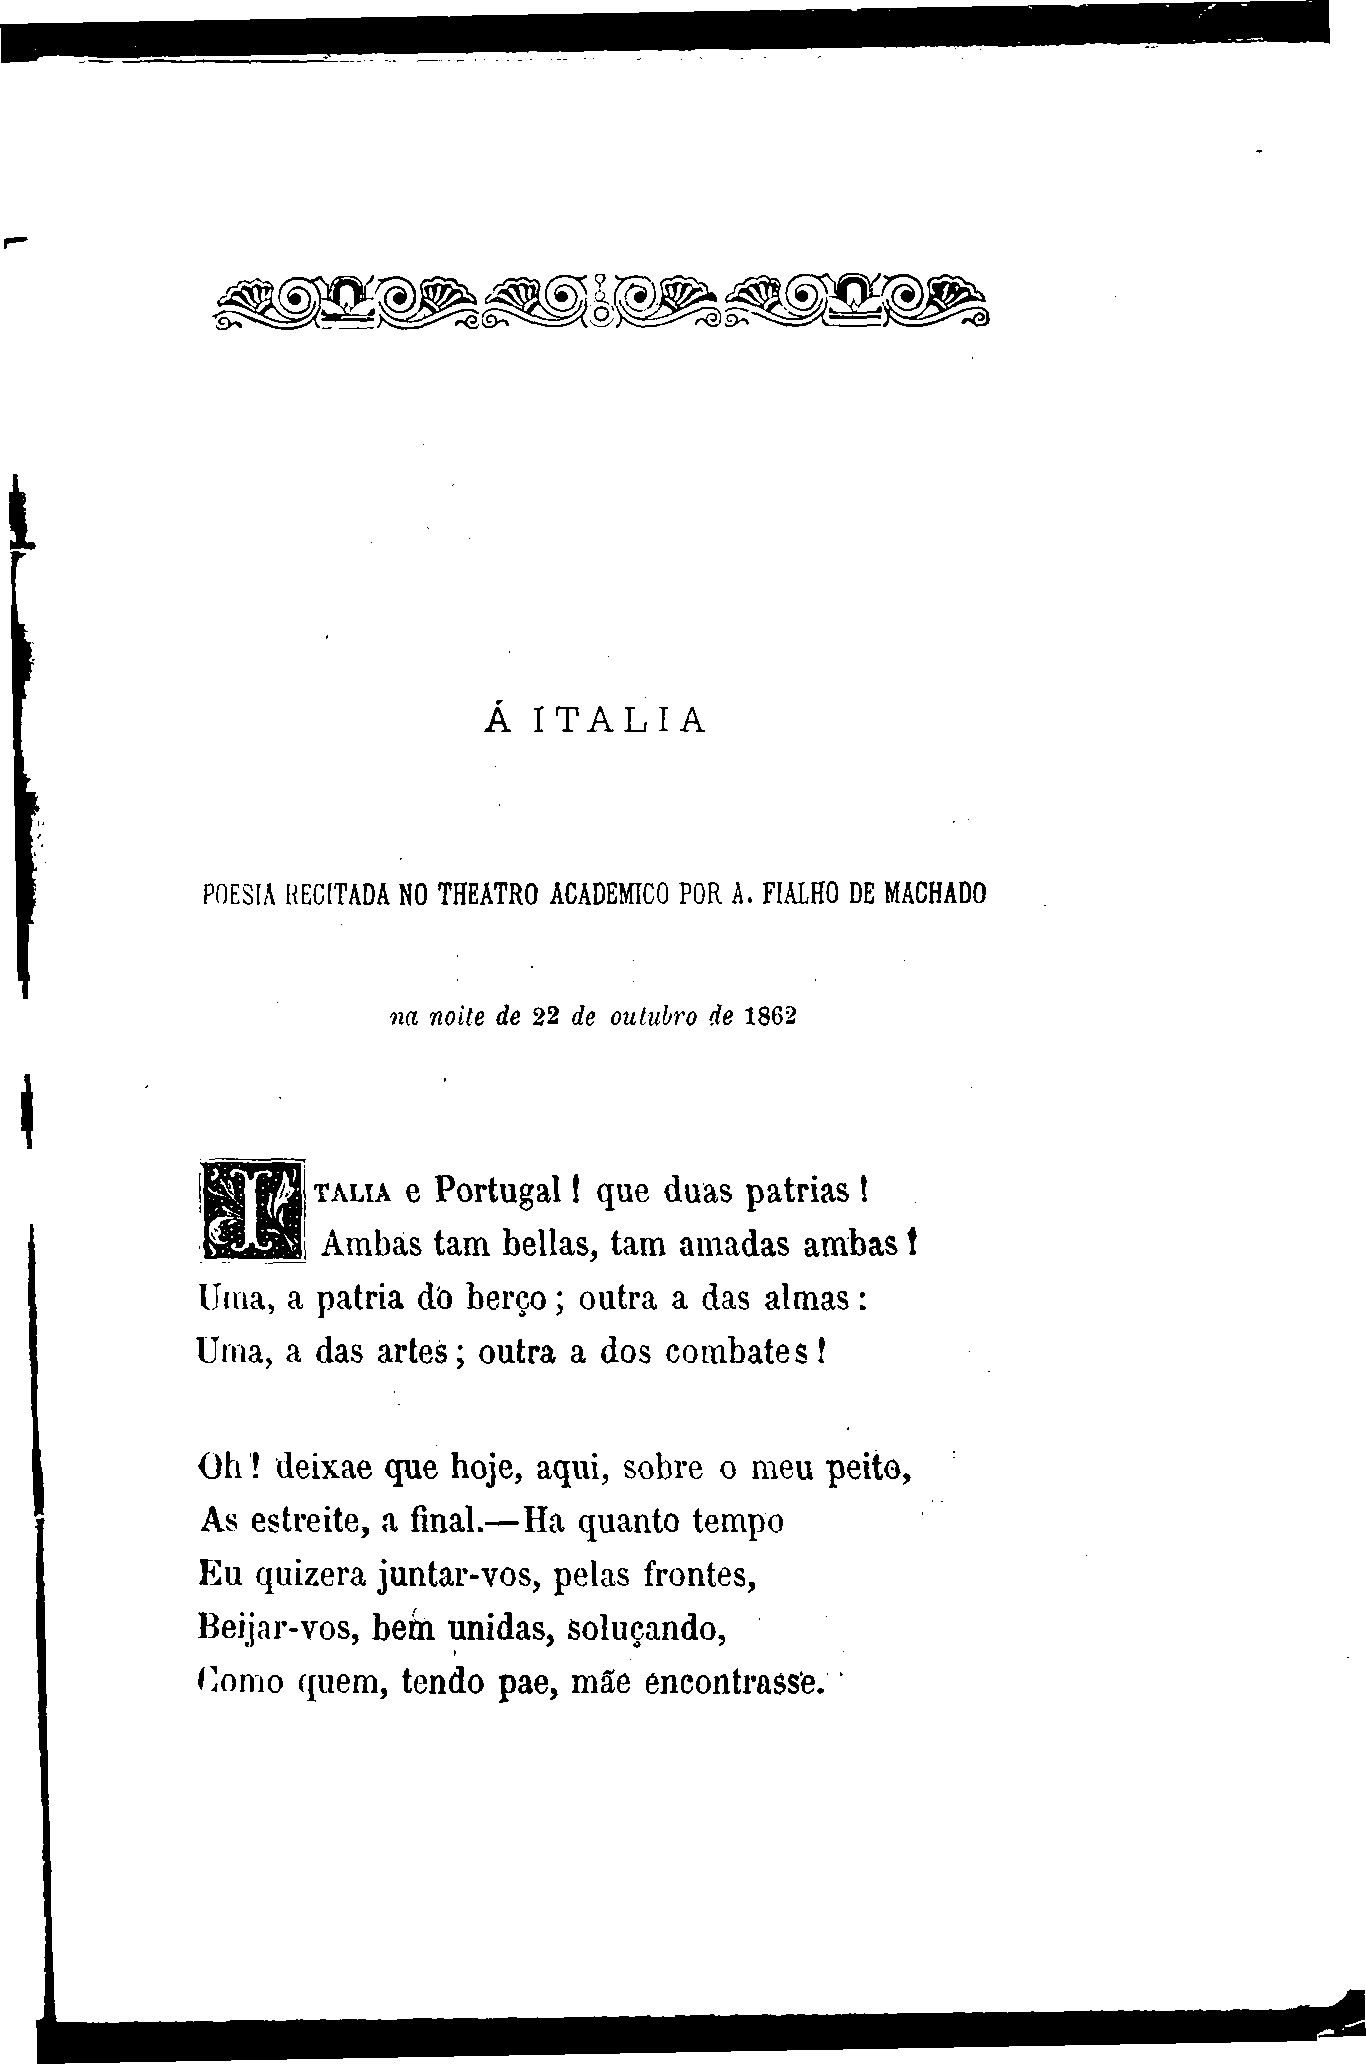 Á ITALIA
POESIA RECITADA NO THEATRO ACADEMICO POR A. FIALHO DE MACHADO
na noite de 22 de outubro de 1862
ITALIA e Portugal! que duas patrias!
Ambas tam bellas, tam amadas ambas!
Uma, a patria do berço; outra a das almas:
Uma, a das artes; outra a dos combates!
Oh! deixae que hoje, aqui, sobre o meu peito,
As estreite, a final.—Ha quanto tempo
Eu quizera juntar-vos, pelas frontes,
Beijar-vos, bem unidas, soluçando,
Como quem, tendo pae, mãe encontrasse.